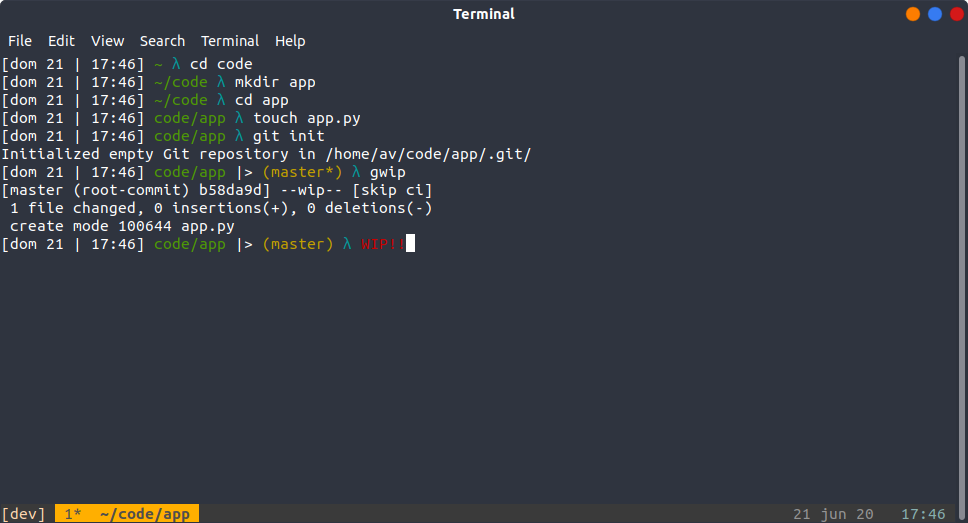 Terminal
File Edit View Search Terminal Help
[dom 21 | 17:46] ~ λ cd code
[dom 21 | 17:46] ~/code λ mkdir app
[dom 21 | 17:46] ~/code λ cd app
[dom 21 | 17:46] code/app λ touch app.py
[dom 21 | 17:46] code/app λ git init
Initialized empty Git repository in /home/av/code/app/.git/
[dom 21 | 17:46] code/app |> (master*) λ gwip
[master (root-commit) b58da9d] --wip-- [skip ci]
 1 file changed, 0 insertions(+), 0 deletions(-)
 create mode 100644 app.py
[dom 21 | 17:46] code/app |> (master) λ WIP!!
[dev] 1* ~/code/app 21 jun 20 17:46